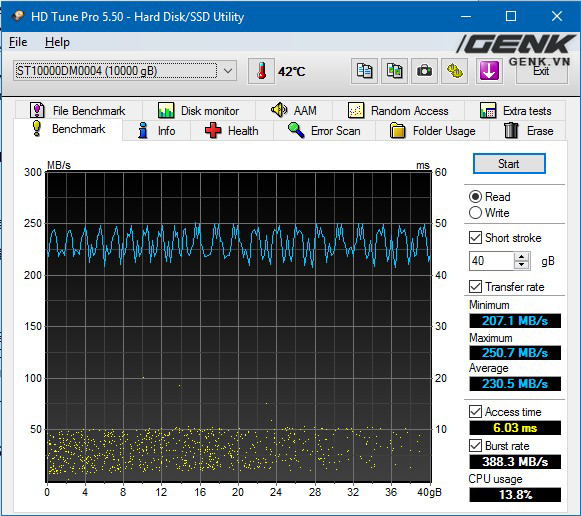 HD Tune Pro 5.50 - Hard Disk/SSD Utility
File Help
GENK
GENK.VN
ST10000DM0004 (10000 gB)
42°C
Exit
File Benchmark
Disk monitor
AAM
Random Access
Extra tests
Benchmark
Info
Health
Error Scan
Folder Usage
Erase
MB/s
ms
300
250
200
150
100
50
60
50
40
30
20
10
0 4 8 12 16 20 24 28 32 36 40gB
Start
Read
Write
Short stroke
40 gB
Transfer rate
Minimum
207.1 MB/s
Maximum
250.7 MB/s
Average
230.5 MB/s
Access time
6.03 ms
Burst rate
388.3 MB/s
CPU usage
13.8%